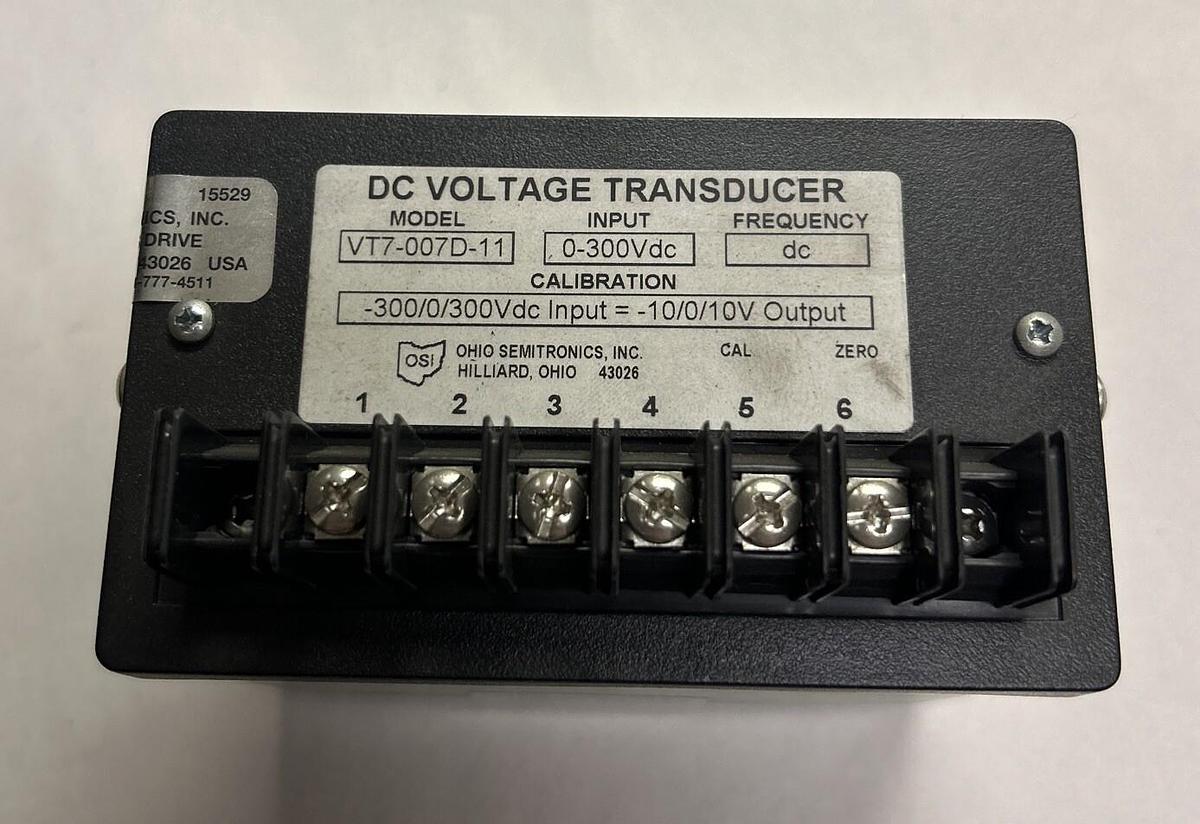 15529
INC.
DRIVE
43026 USA
-777-4511
DC VOLTAGE TRANSDUCER
MODEL INPUT FREQUENCY
VT7-007D-11 0-300Vdc dc
CALIBRATION
-300/0/300Vdc Input = -10/0/10V Output
OSI OHIO SEMITRONICS, INC. CAL ZERO
HILLIARD, OHIO 43026
1 2 3 4 5 6